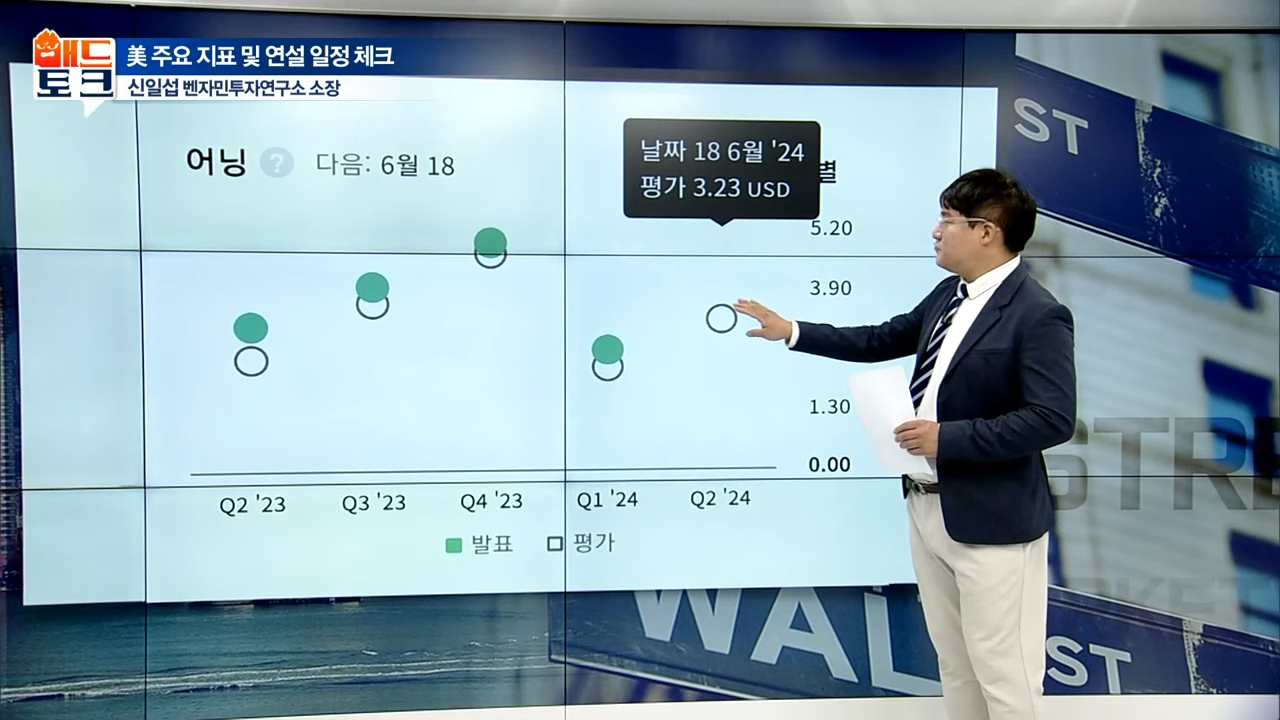 매드
토크
美 주요 지표 및 연설 일정 체크
신일섭 벤자민투자연구소 소장
어닝 ? 다음: 6월 18
날짜 18 6월 '24
평가 3.23 USD
별
5.20
3.90
1.30
0.00
Q2 '23 Q3 '23 Q4 '23 Q1 '24 Q2 '24
발표 평가
ST
STRE
WAL
ST